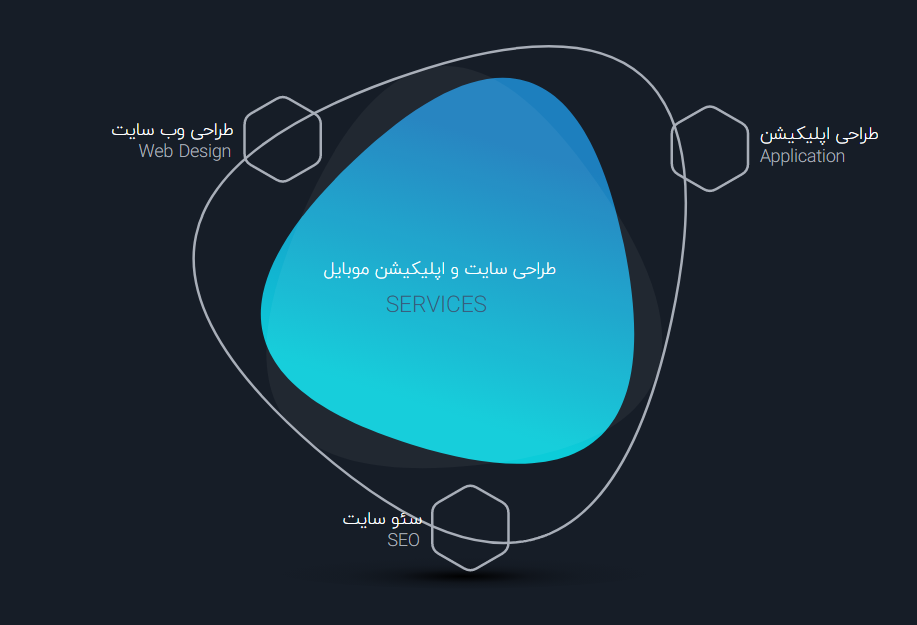 طراحی وب سایت
Web Design
طراحی اپلیکیشن
Application
طراحی سایت و اپلیکیشن موبایل
SERVICES
سئو سایت
SEO